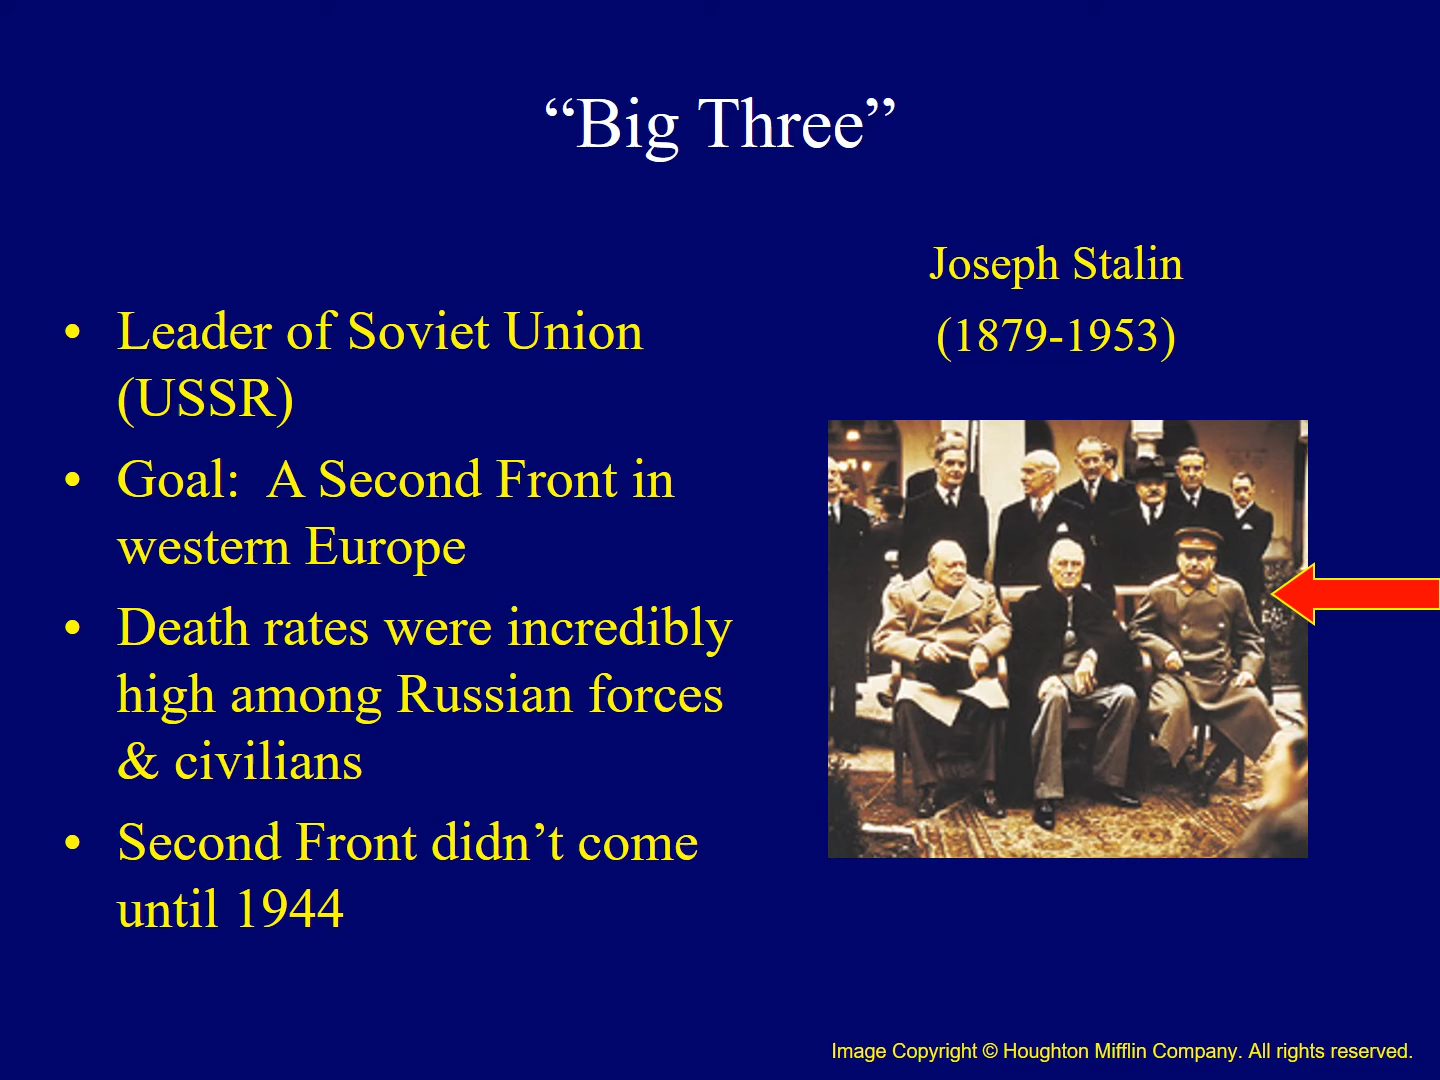 “Big Three”
• Leader of Soviet Union
(USSR)
• Goal:  A Second Front in
western Europe
• Death rates were incredibly
high among Russian forces
& civilians
• Second Front didn’t come
until 1944
Joseph Stalin
(1879-1953)
Image Copyright © Houghton Mifflin Company. All rights reserved.